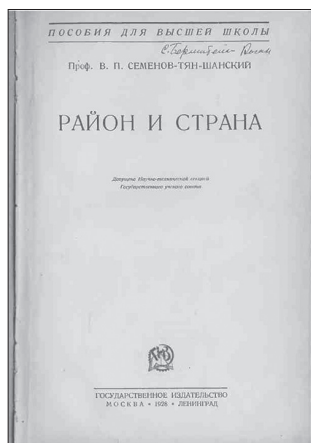 ПОСОБИЯ ДЛЯ ВЫСШЕЙ ШКОЛЫ
Проф. В. П. СЕМЕНОВ-ТЯН-ШАНСКИЙ
РАЙОН И СТРАНА
Допущено Научно-технической секцией
Государственного ученого совета
ГОСУДАРСТВЕННОЕ ИЗДАТЕЛЬСТВО
МОСКВА • 1928 • ЛЕНИНГРАД